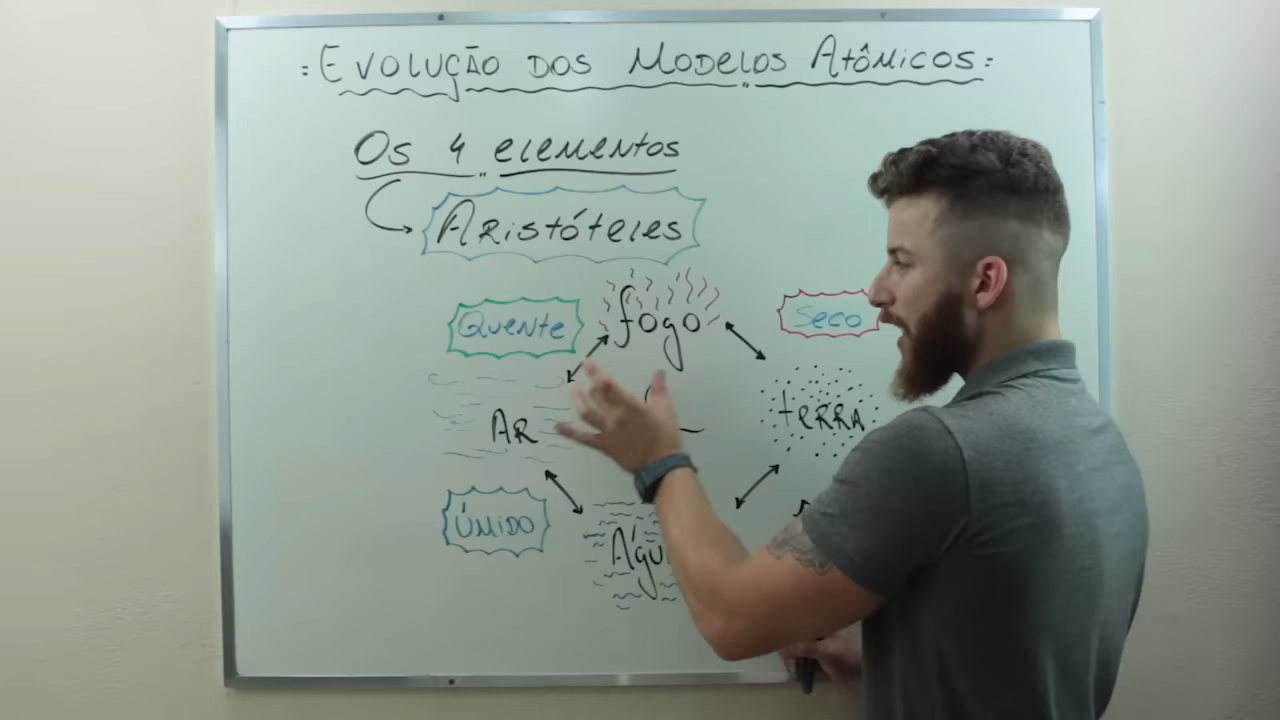 Evolução dos Modelos Atômicos
Os 4 elementos
Aristóteles
fogo
Quente
Seco
terra
Ar
Úmido